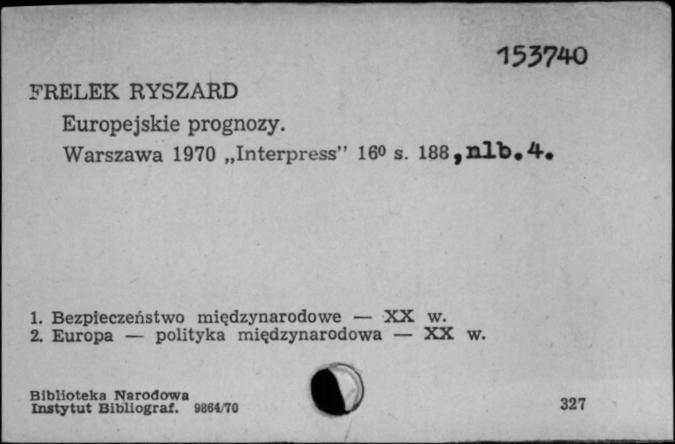 153740
FRELEK RYSZARD
Europejskie prognozy.
Warszawa 1970 „Interpress” 16⁰ s. 188, nlb. 4.
1. Bezpieczeństwo międzynarodowe — XX w.
2. Europa — polityka międzynarodowa — XX w.
Biblioteka Narodowa
Instytut Bibliograf. 9864/70
327